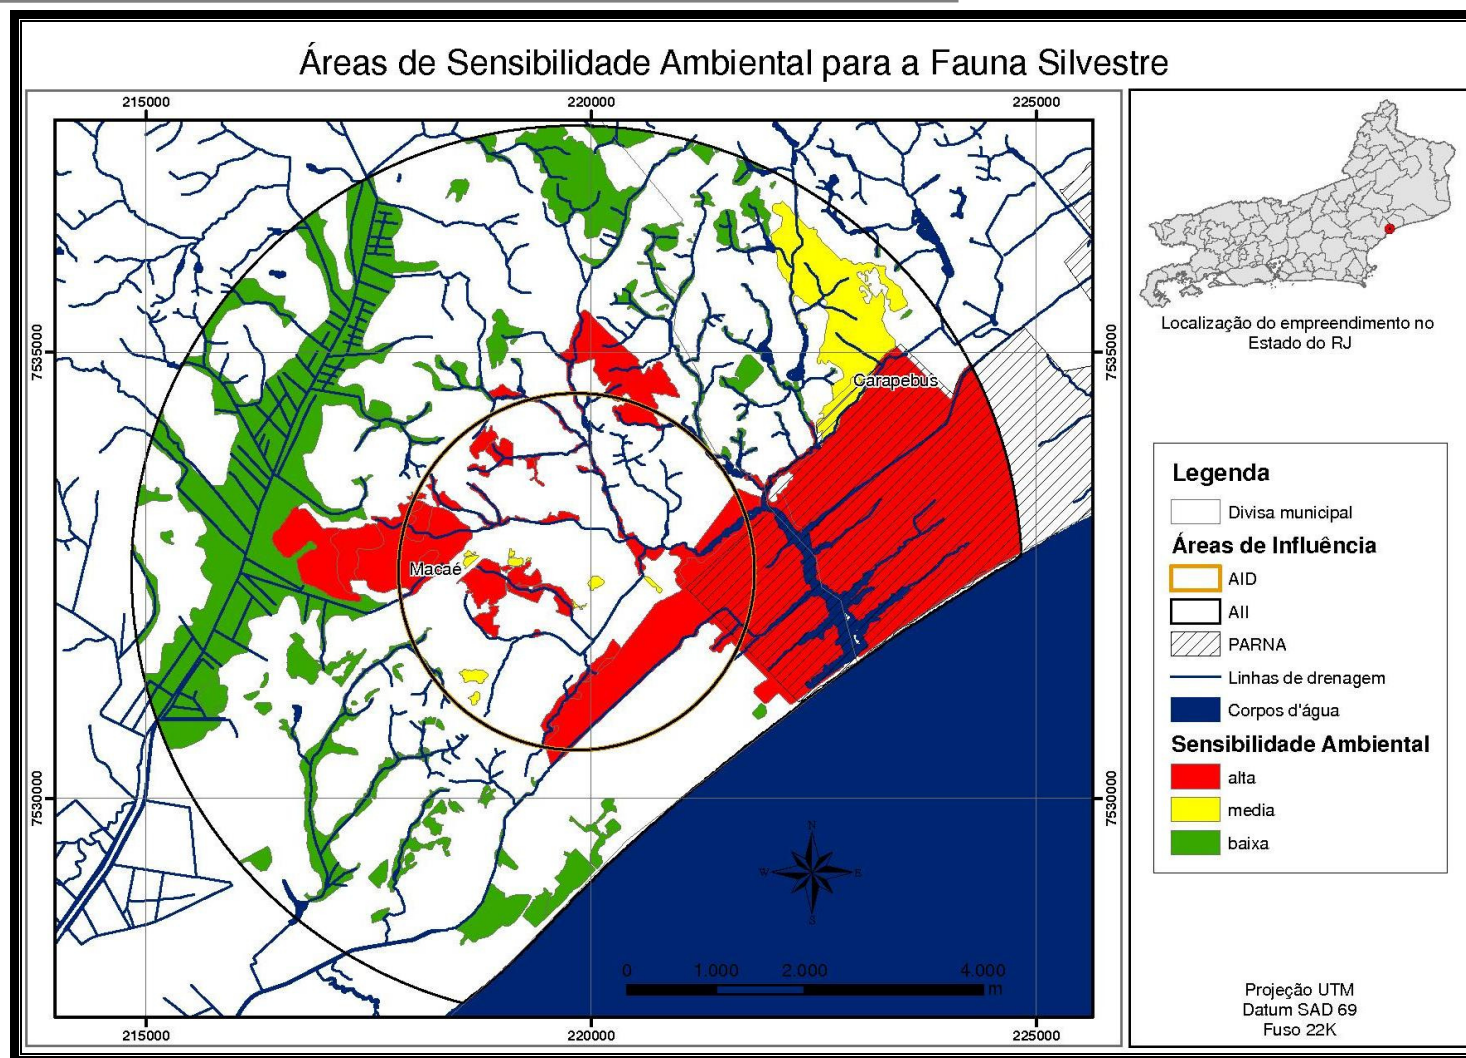 Áreas de Sensibilidade Ambiental para a Fauna Silvestre
215000 220000 225000
7535000 7535000
Carapebus
Macaé
7530000 7530000
N
W E
S
0 1.000 2.000 4.000
m
215000 220000 225000
Localização do empreendimento no
Estado do RJ
Legenda
Divisa municipal
Áreas de Influência
AID
AII
PARNA
Linhas de drenagem
Corpos d'água
Sensibilidade Ambiental
alta
media
baixa
Projeção UTM
Datum SAD 69
Fuso 22K